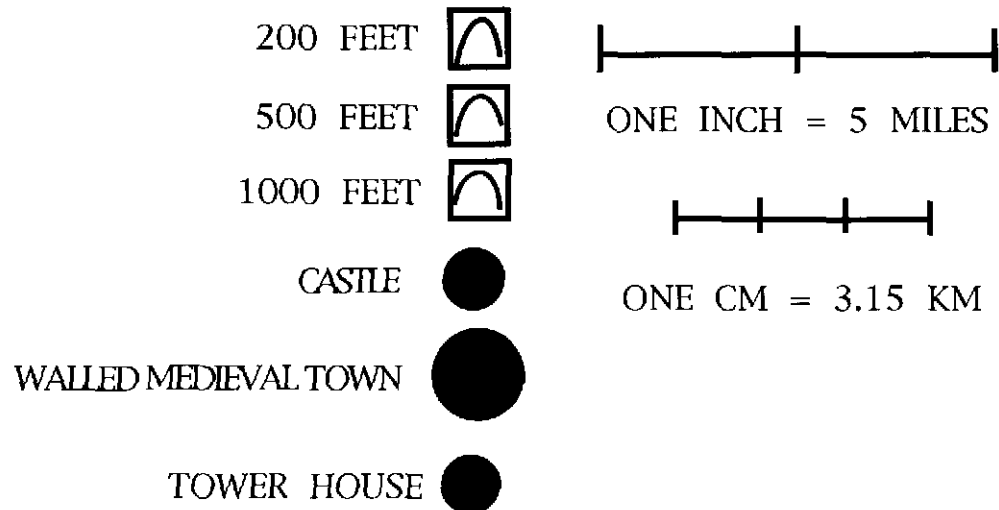 200 FEET
500 FEET
1000 FEET
CASTLE
WALLED MEDIEVAL TOWN
TOWER HOUSE
ONE INCH = 5 MILES
ONE CM = 3.15 KM